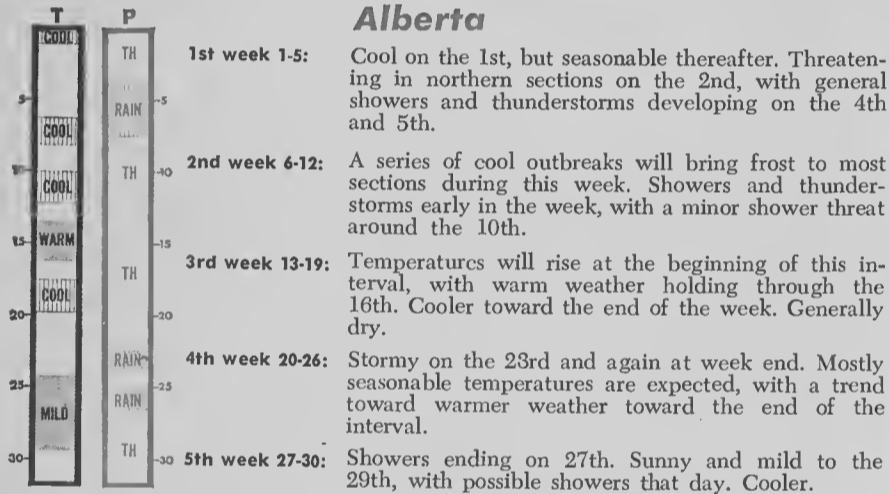 T P Alberta
COOL
TH
1st week 1-5: Cool on the 1st, but seasonable thereafter. Threaten-
ing in northern sections on the 2nd, with general
5 RAIN 5 showers and thunderstorms developing on the 4th
and 5th.
COOL
10 TH 10 2nd week 6-12: A series of cool outbreaks will bring frost to most
COOL sections during this week. Showers and thunder-
storms early in the week, with a minor shower threat
around the 10th.
15 WARM 15
TH 3rd week 13-19: Temperatures will rise at the beginning of this in-
terval, with warm weather holding through the
COOL 16th. Cooler toward the end of the week. Generally
20 20 dry.
RAIN 4th week 20-26: Stormy on the 23rd and again at week end. Mostly
25 25 seasonable temperatures are expected, with a trend
MILD RAIN toward warmer weather toward the end of the
interval.
TH
30 30 5th week 27-30: Showers ending on 27th. Sunny and mild to the
29th, with possible showers that day. Cooler.